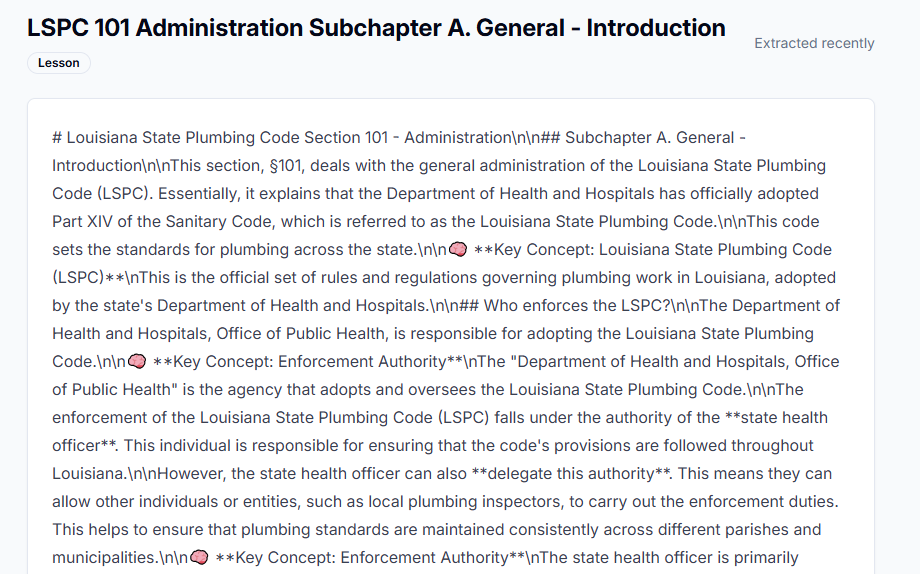 LSPC 101 Administration Subchapter A. General - Introduction
Extracted recently
Lesson
# Louisiana State Plumbing Code Section 101 - Administration\n\n## Subchapter A. General -
Introduction\n\nThis section, §101, deals with the general administration of the Louisiana State Plumbing
Code (LSPC). Essentially, it explains that the Department of Health and Hospitals has officially adopted
Part XIV of the Sanitary Code, which is referred to as the Louisiana State Plumbing Code.\n\nThis code
sets the standards for plumbing across the state.\n\n🧠 **Key Concept: Louisiana State Plumbing Code
(LSPC)**\nThis is the official set of rules and regulations governing plumbing work in Louisiana, adopted
by the state's Department of Health and Hospitals.\n\n## Who enforces the LSPC?\n\nThe Department of
Health and Hospitals, Office of Public Health, is responsible for adopting the Louisiana State Plumbing
Code.\n\n🧠 **Key Concept: Enforcement Authority**\nThe "Department of Health and Hospitals, Office
of Public Health" is the agency that adopts and oversees the Louisiana State Plumbing Code.\n\nThe
enforcement of the Louisiana State Plumbing Code (LSPC) falls under the authority of the **state health
officer**. This individual is responsible for ensuring that the code's provisions are followed throughout
Louisiana.\n\nHowever, the state health officer can also **delegate this authority**. This means they can
allow other individuals or entities, such as local plumbing inspectors, to carry out the enforcement duties.
This helps to ensure that plumbing standards are maintained consistently across different parishes and
municipalities.\n\n🧠 **Key Concept: Enforcement Authority**\nThe state health officer is primarily